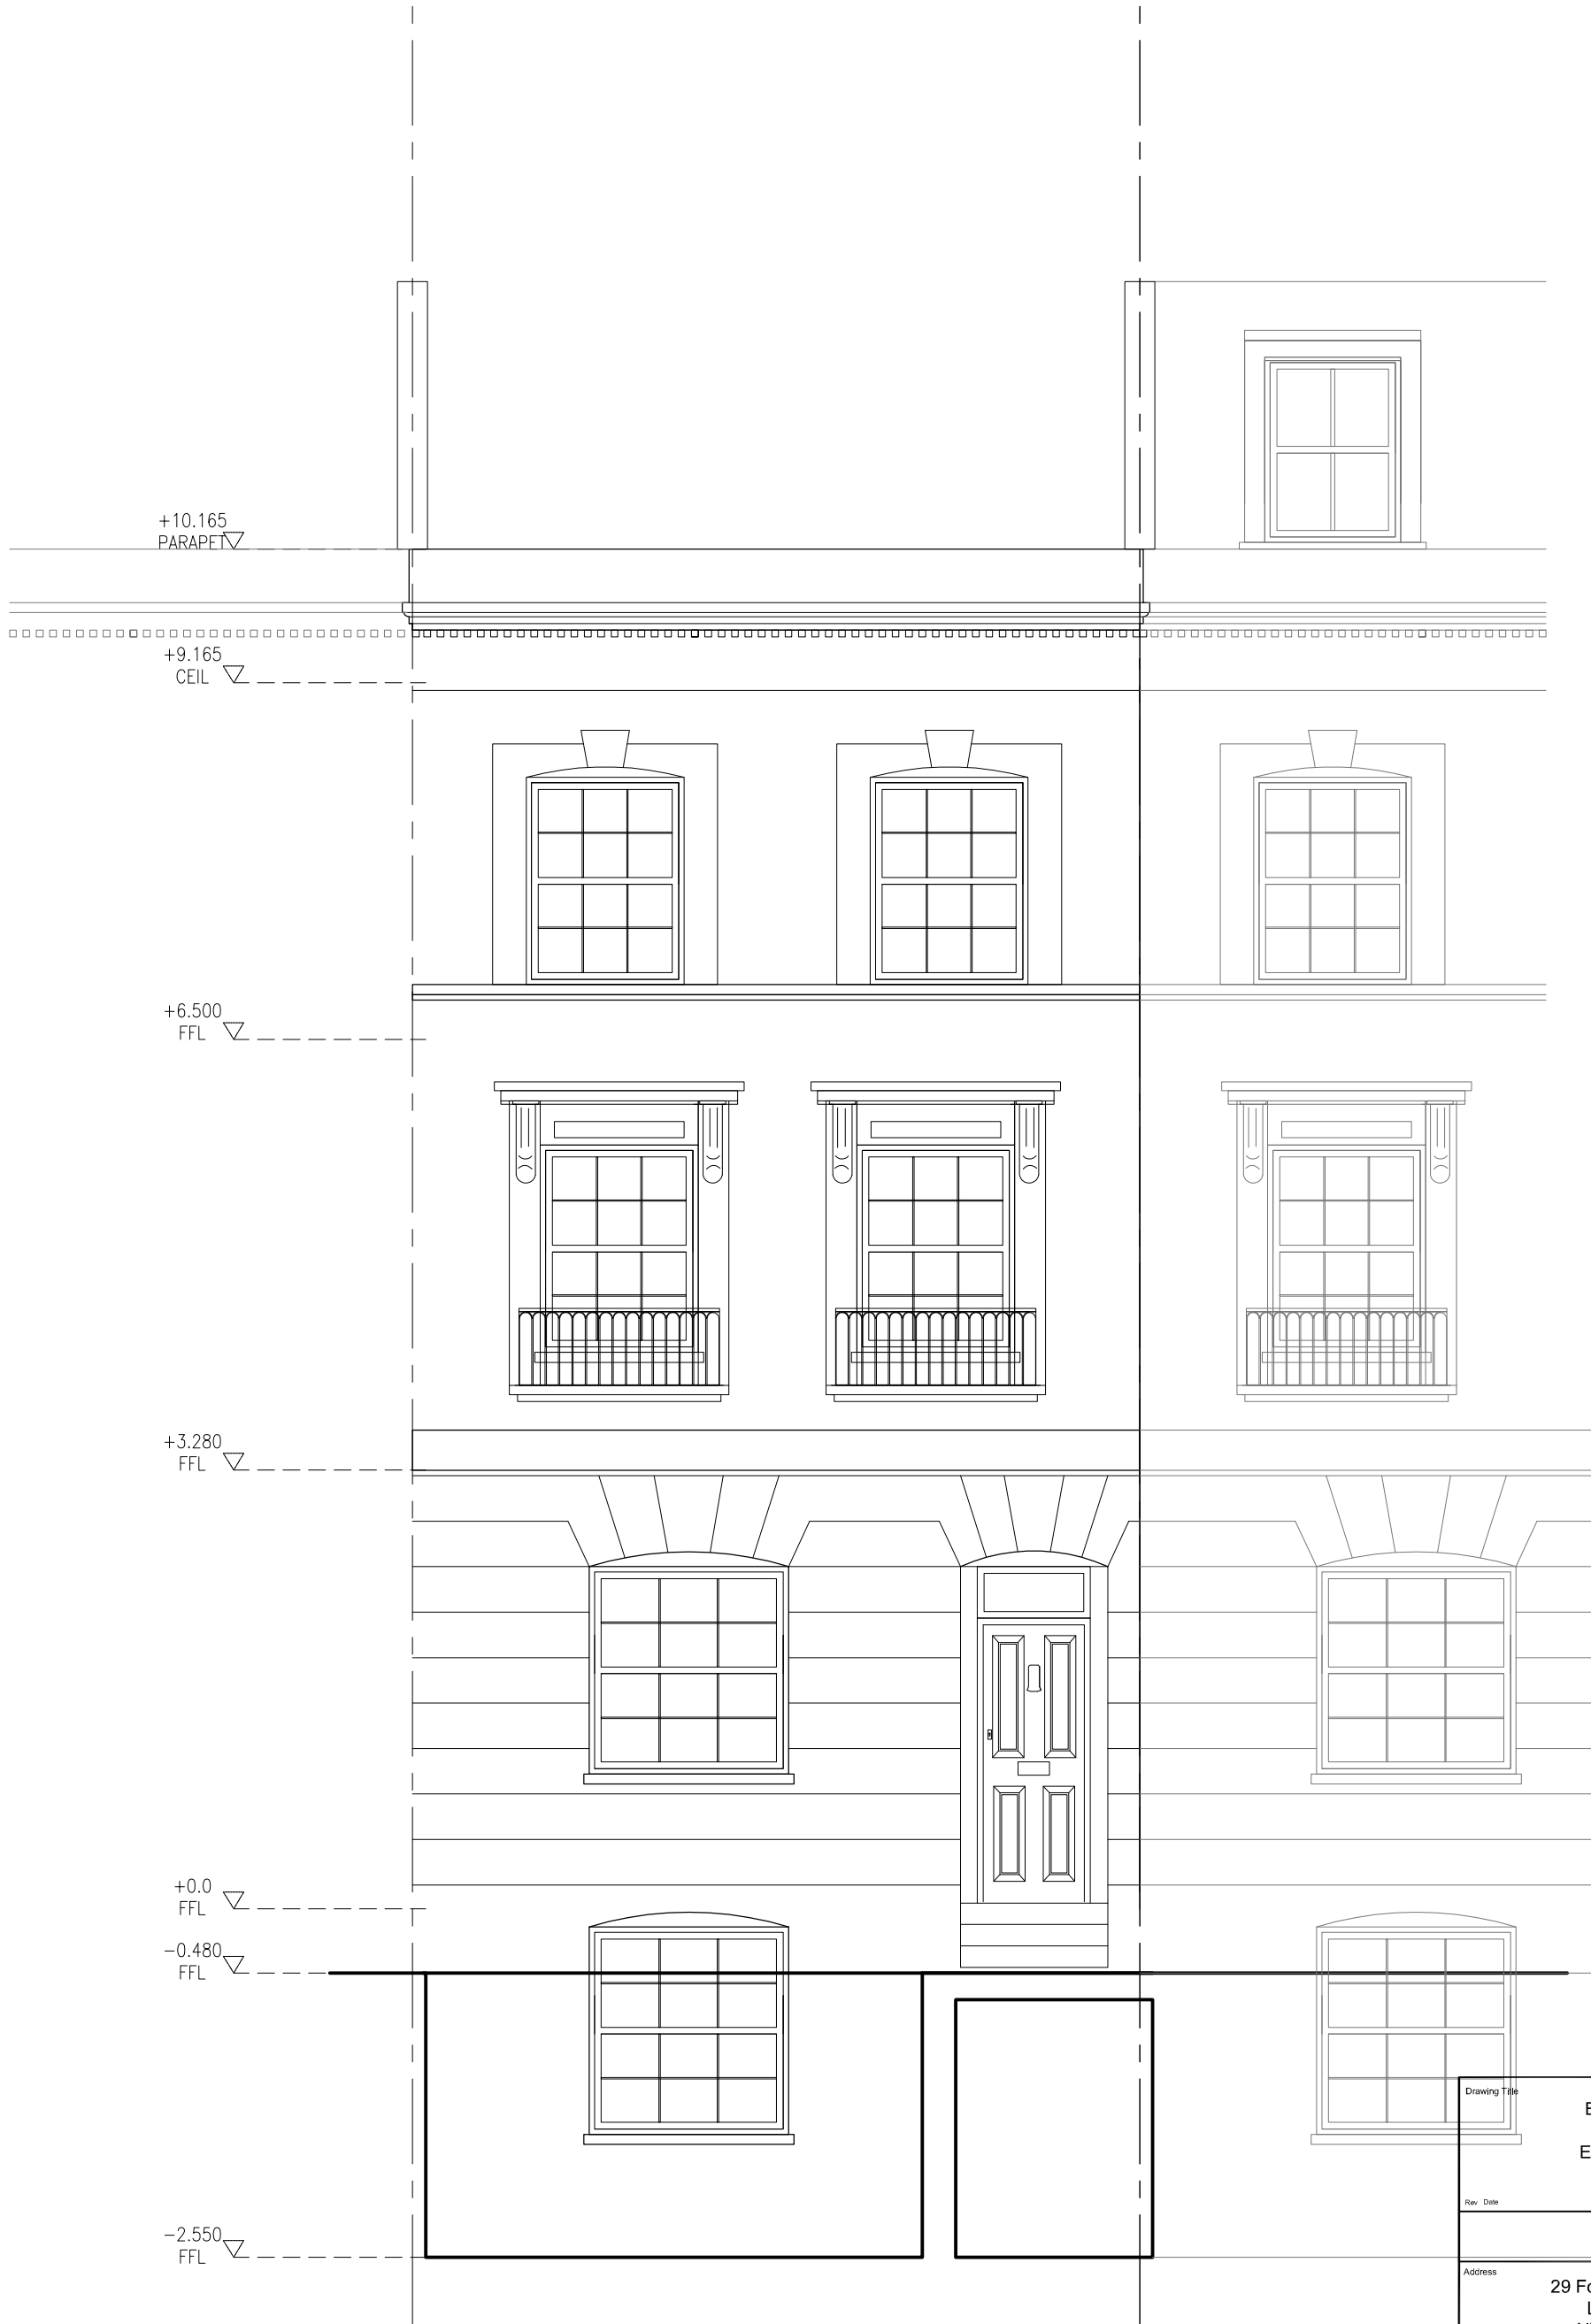 +10.165
PARAPET
+9.165
CEIL
+6.500
FFL
+3.280
FFL
+0.0
FFL
-0.480
FFL
-2.550
FFL
Drawing Title
Rev Date
Address
29